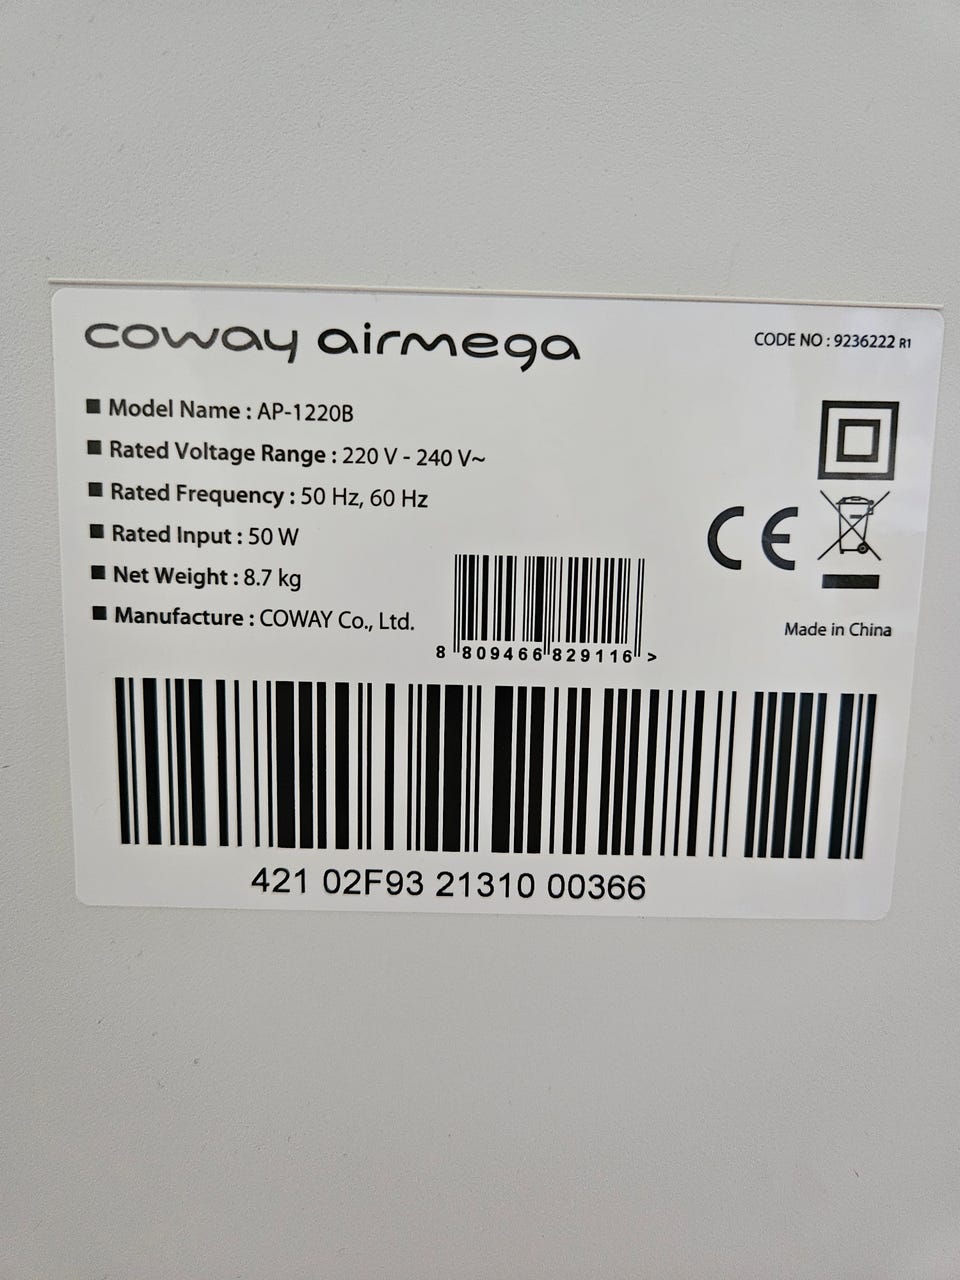 coway airmega
CODE NO : 9236222 R1
■ Model Name : AP-1220B
■ Rated Voltage Range : 220 V - 240 V~
■ Rated Frequency : 50 Hz, 60 Hz
■ Rated Input : 50 W
■ Net Weight : 8.7 kg
■ Manufacture : COWAY Co., Ltd.
CE
8 809466 829116 >
Made in China
421 02F93 21310 00366